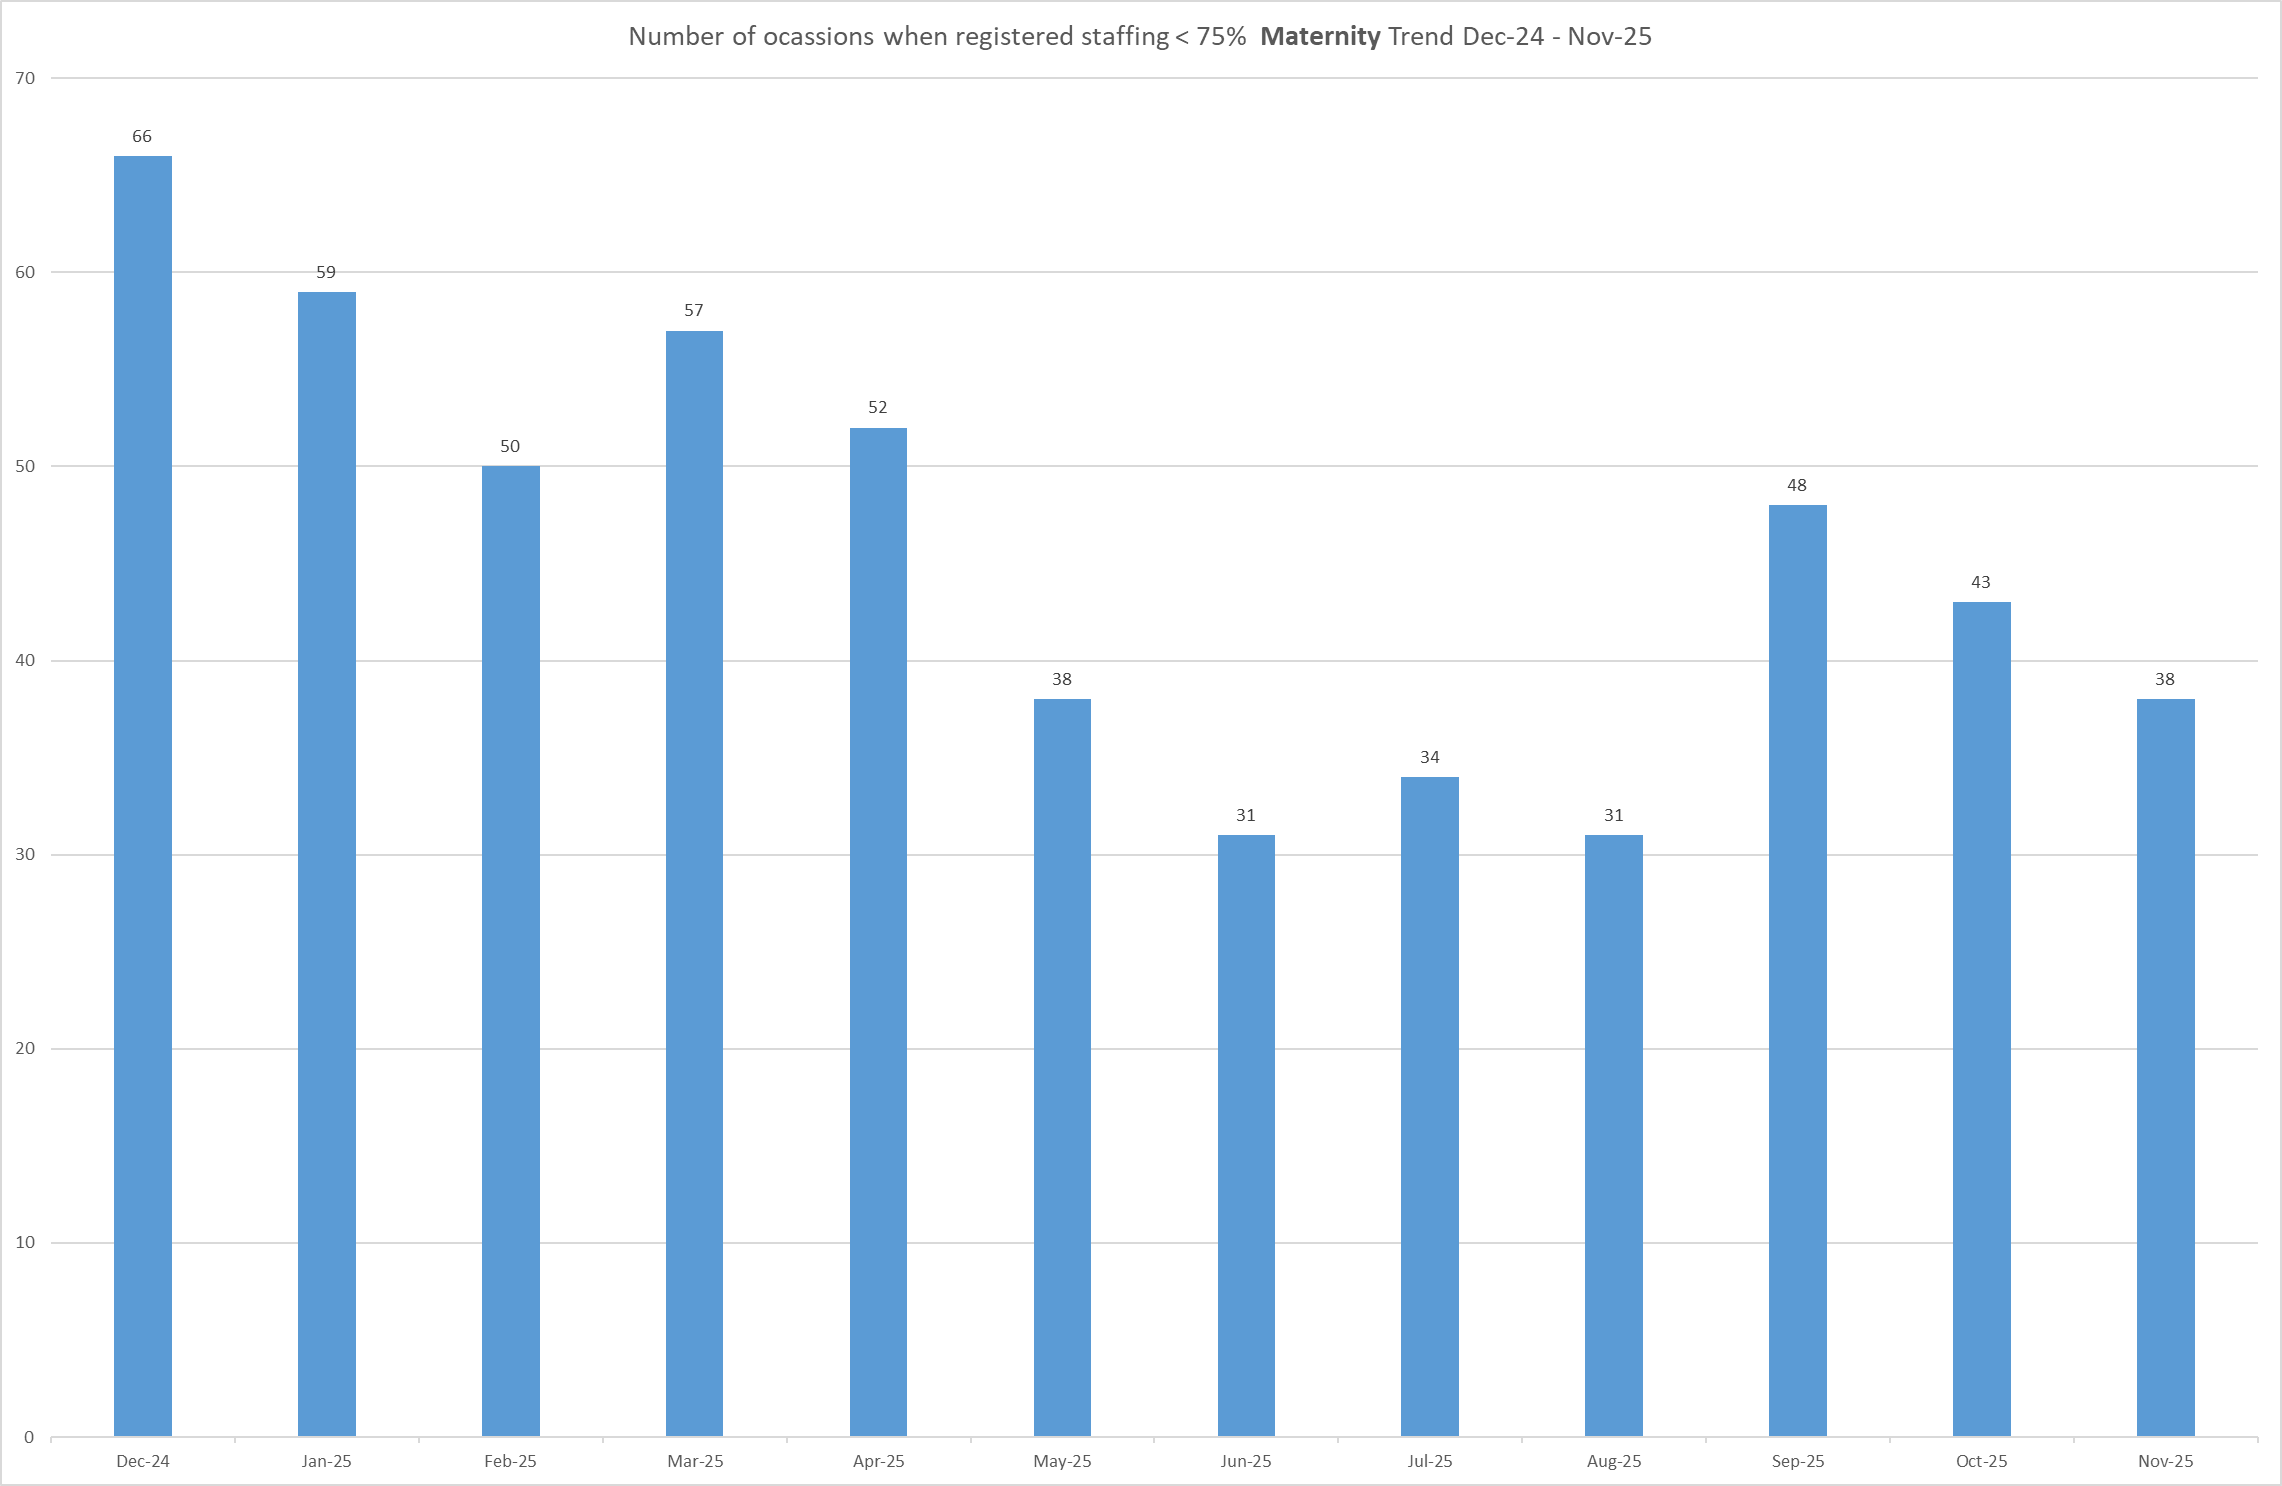 Number of ocassions when registered staffing < 75%  Maternity Trend Dec-24 - Nov-25
70
60
50
40
30
20
10
0
66
59
50
57
52
38
31
34
31
48
43
38
Dec-24
Jan-25
Feb-25
Mar-25
Apr-25
May-25
Jun-25
Jul-25
Aug-25
Sep-25
Oct-25
Nov-25